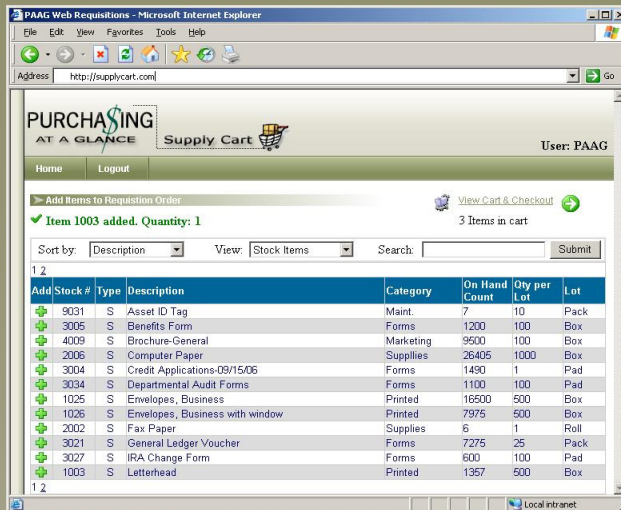 PAAG Web Requisitions - Microsoft Internet Explorer
File Edit View Favorites Tools Help
Address http://supplycart.com Go
PURCHA$ING
AT A GLANCE Supply Cart
User: PAAG
Home Logout
Add Items to Requistion Order View Cart & Checkout
Item 1003 added. Quantity: 1 3 Items in cart
Sort by: Description View: Stock Items Search: Submit
1 2
Add Stock # Type Description Category On Hand Count Qty per Lot Lot
9031 S Asset ID Tag Maint. 7 10 Pack
3005 S Benefits Form Forms 1200 100 Box
4009 S Brochure-General Marketing 9500 100 Box
2006 S Computer Paper Suppllies 26405 1000 Box
3004 S Credit Applications-09/15/06 Forms 1490 1 Pad
3034 S Departmental Audit Forms Forms 1100 100 Pad
1025 S Envelopes, Business Printed 16500 500 Box
1026 S Envelopes, Business with window Printed 7975 500 Box
2002 S Fax Paper Supplies 6 1 Roll
3021 S General Ledger Voucher Forms 7275 25 Pack
3027 S IRA Change Form Forms 600 100 Pad
1003 S Letterhead Printed 1357 500 Box
1 2
Local intranet